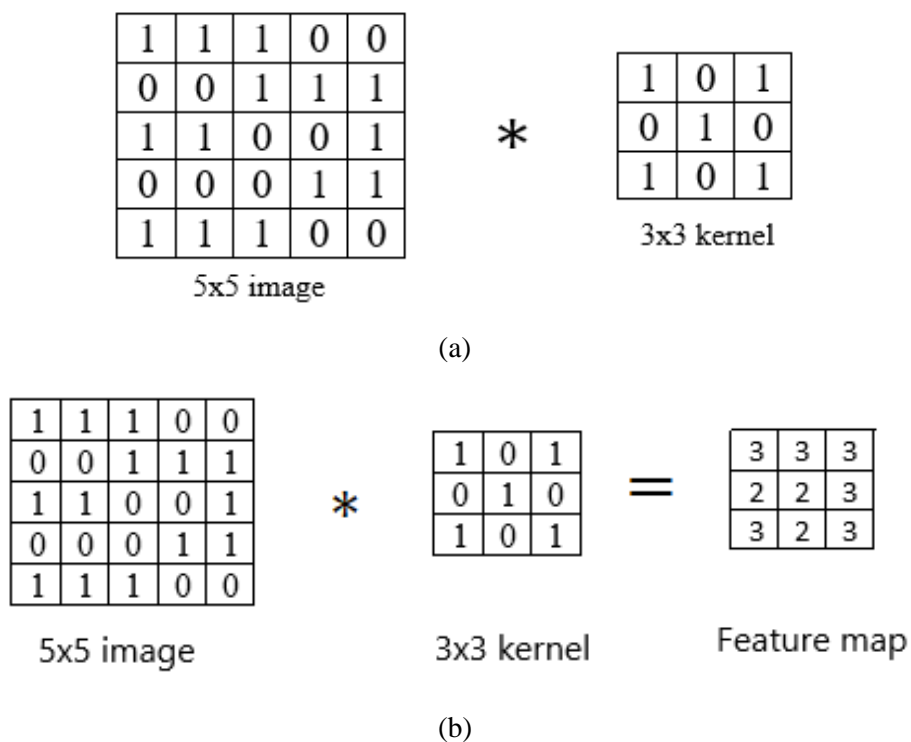 1 1 1 0 0
0 0 1 1 1
1 1 0 0 1
0 0 0 1 1
1 1 1 0 0
5x5 image
*
1 0 1
0 1 0
1 0 1
3x3 kernel
(a)
1 1 1 0 0
0 0 1 1 1
1 1 0 0 1
0 0 0 1 1
1 1 1 0 0
5x5 image
*
1 0 1
0 1 0
1 0 1
3x3 kernel
=
3 3 3
2 2 3
3 2 3
Feature map
(b)